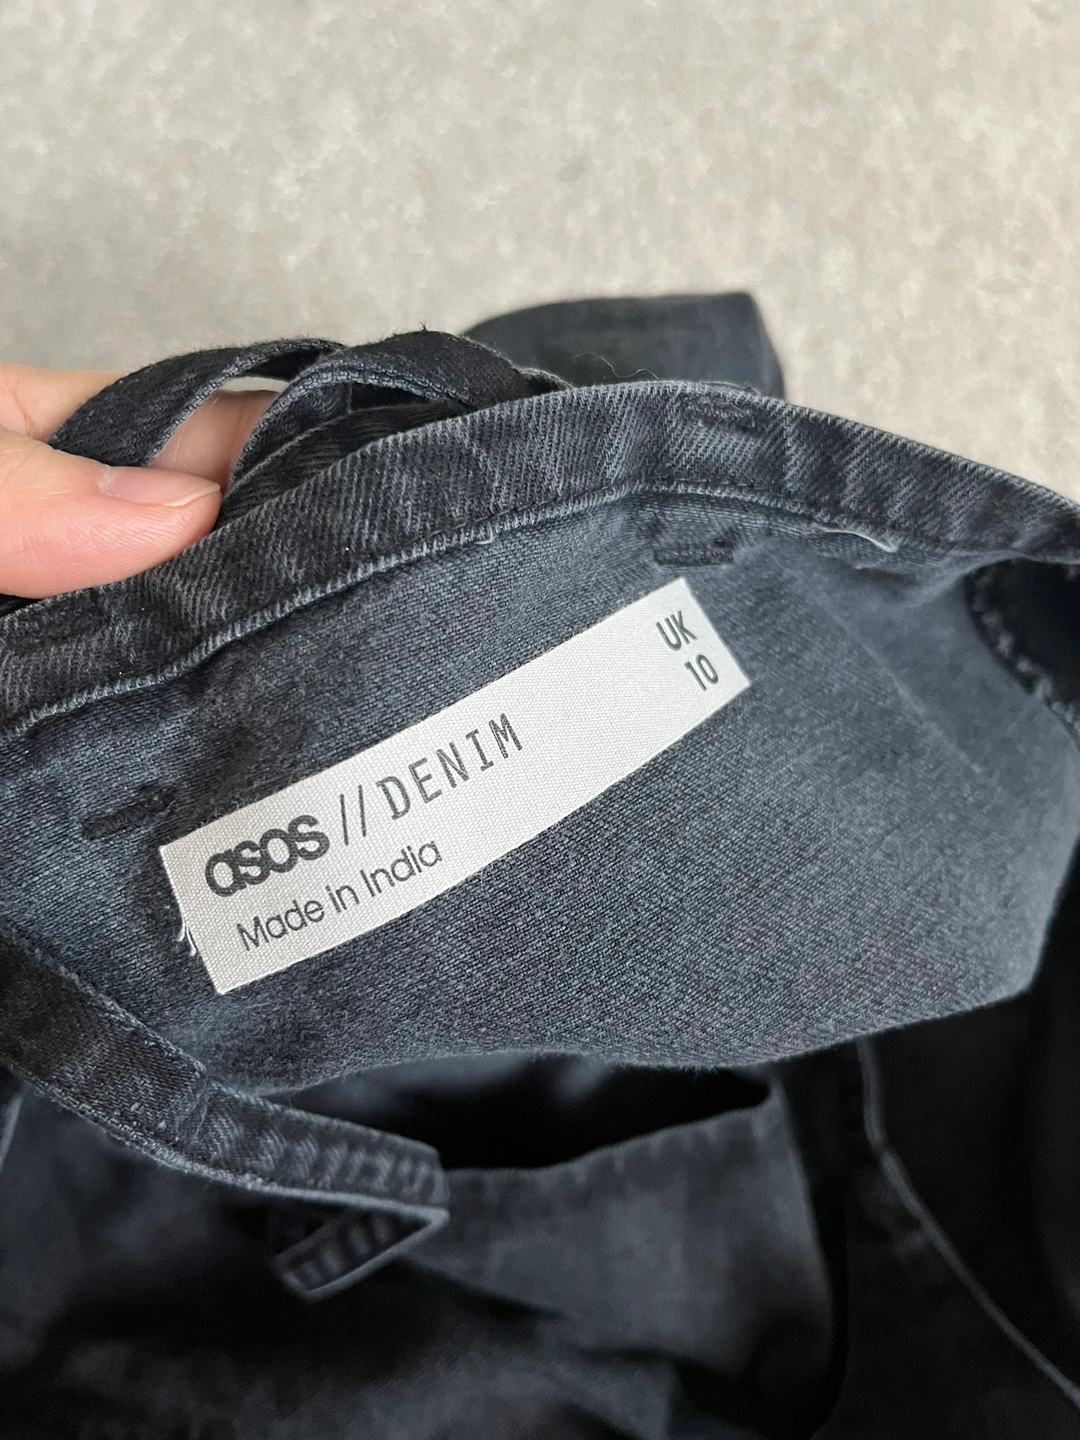 asos // DENIM
Made in India
UK
10